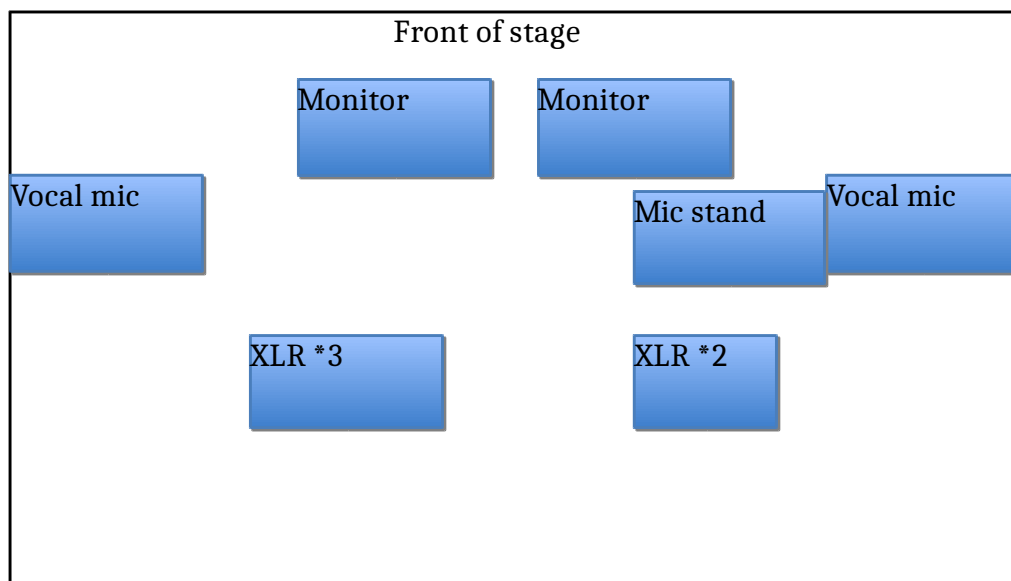 Front of stage
Monitor
Monitor
Vocal mic
Mic stand
Vocal mic
XLR *3
XLR *2